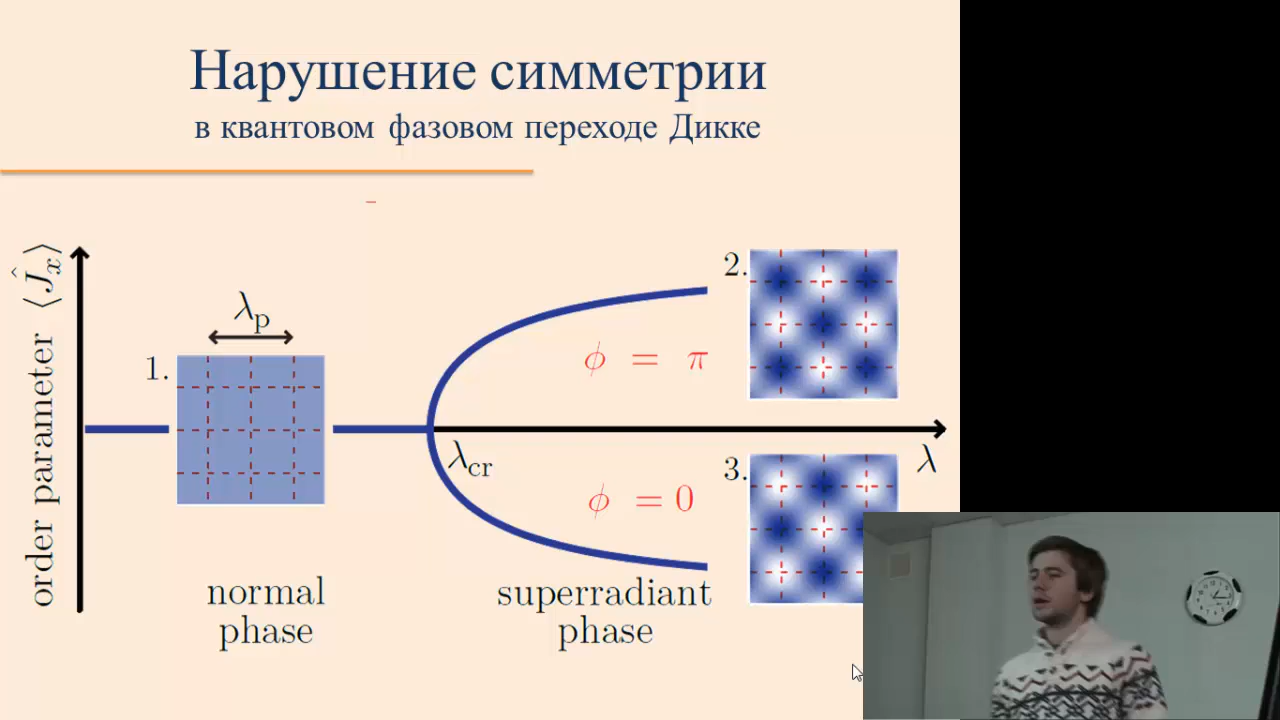 Нарушение симметрии
в квантовом фазовом переходе Дикке
order parameter ⟨Ĵₓ⟩
1.
λp
λcr
λ
2.
ϕ = π
3.
ϕ = 0
normal
phase
superradiant
phase